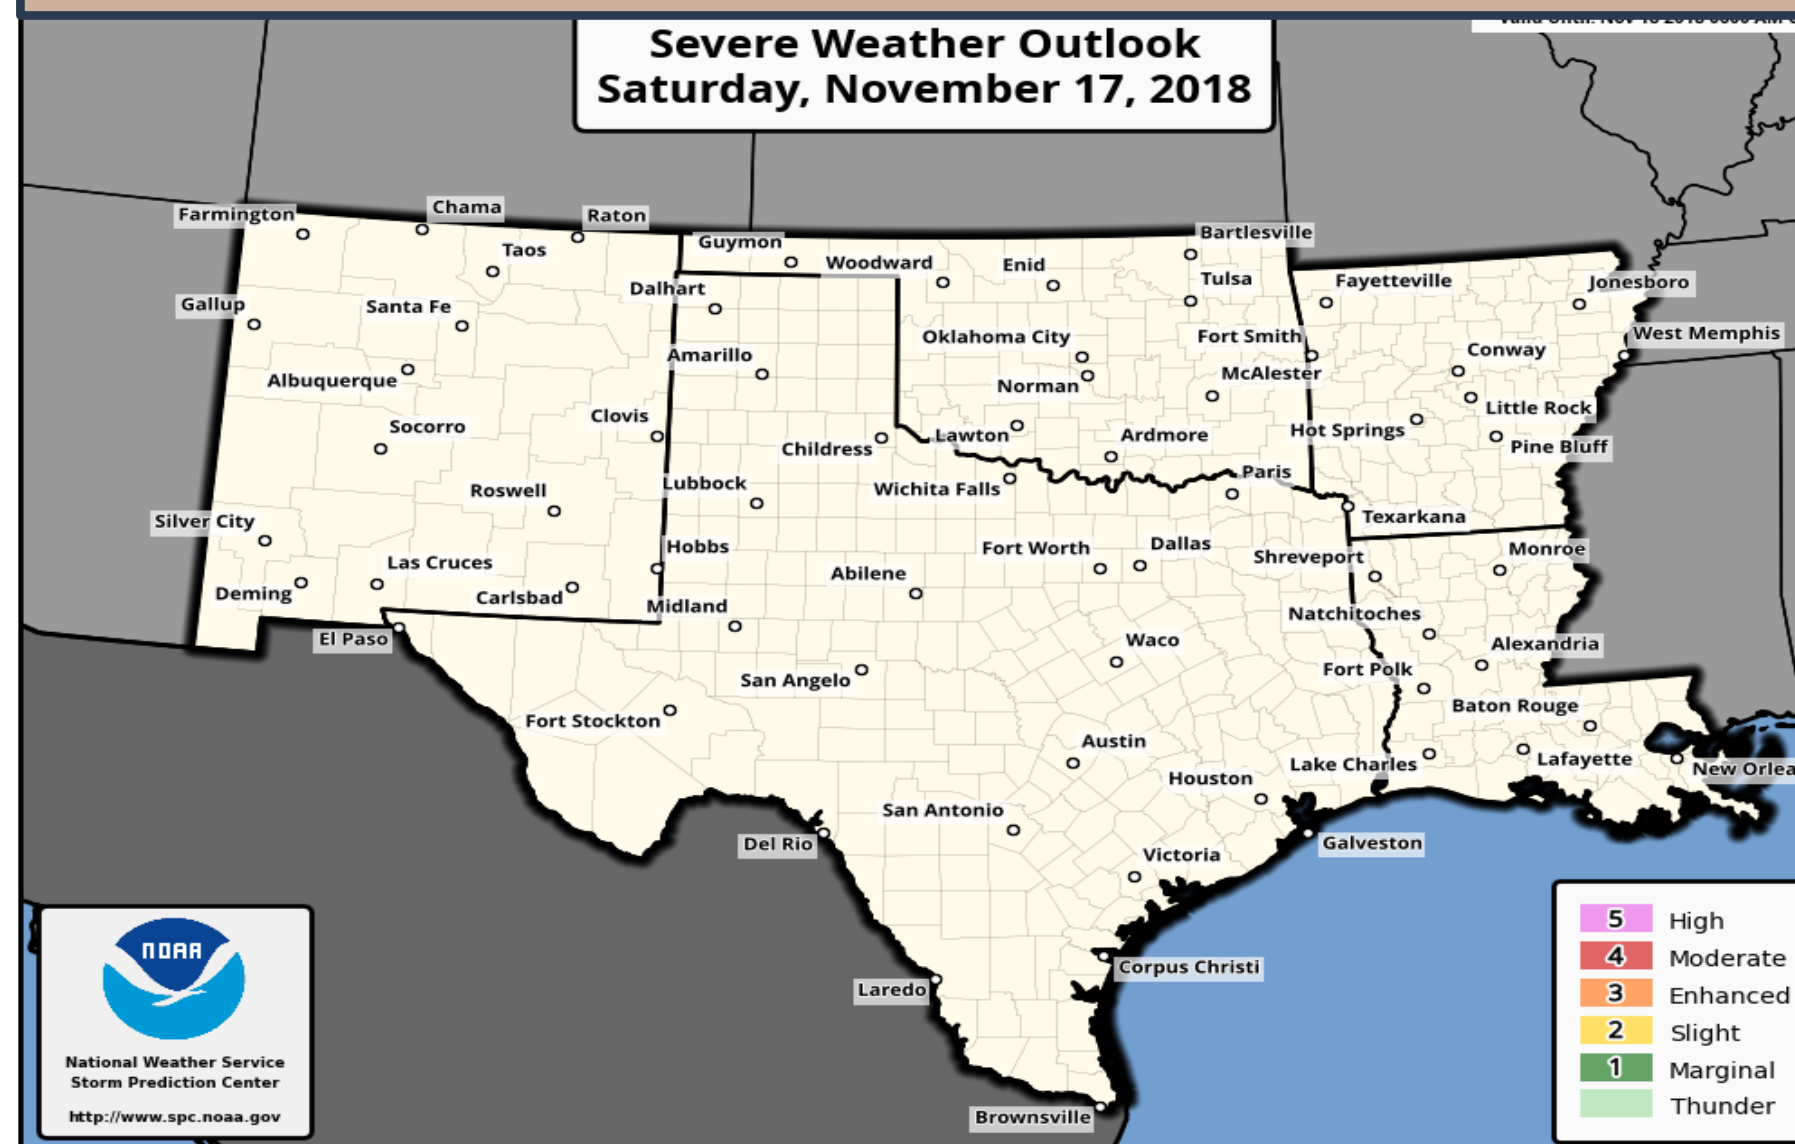 Severe Weather Outlook
Saturday, November 17, 2018
Farmington
Chama
Raton
Taos
Guymon
Woodward
Enid
Bartlesville
Tulsa
Fayetteville
Jonesboro
Gallup
Santa Fe
Dalhart
Oklahoma City
Fort Smith
West Memphis
Albuquerque
Amarillo
Norman
McAlester
Conway
Socorro
Clovis
Childress
Lawton
Ardmore
Hot Springs
Little Rock
Pine Bluff
Roswell
Lubbock
Wichita Falls
Paris
Silver City
Texarkana
Las Cruces
Hobbs
Fort Worth
Dallas
Shreveport
Monroe
Deming
Carlsbad
Midland
Abilene
Natchitoches
El Paso
San Angelo
Waco
Alexandria
Fort Polk
Fort Stockton
Baton Rouge
Austin
Lake Charles
Lafayette
New Orlea
Houston
San Antonio
Del Rio
Galveston
Victoria
Corpus Christi
Laredo
Brownsville
NOAA
National Weather Service
Storm Prediction Center
http://www.spc.noaa.gov
5 High
4 Moderate
3 Enhanced
2 Slight
1 Marginal
Thunder